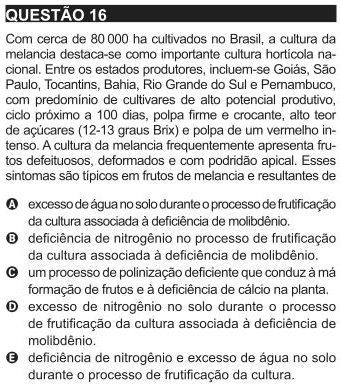 QUESTÃO 16
Com cerca de 80 000 ha cultivados no Brasil, a cultura da
melancia destaca-se como importante cultura hortícola na-
cional. Entre os estados produtores, incluem-se Goiás, São
Paulo, Tocantins, Bahia, Rio Grande do Sul e Pernambuco,
com predomínio de cultivares de alto potencial produtivo,
ciclo próximo a 100 dias, polpa firme e crocante, alto teor
de açúcares (12-13 graus Brix) e polpa de um vermelho in-
tenso. A cultura da melancia frequentemente apresenta fru-
tos defeituosos, deformados e com podridão apical. Esses
sintomas são típicos em frutos de melancia e resultantes de
A excesso de água no solo durante o processo de frutificação
da cultura associada à deficiência de molibdênio.
B deficiência de nitrogênio no processo de frutificação
da cultura associada à deficiência de molibdênio.
C um processo de polinização deficiente que conduz à má
formação de frutos e à deficiência de cálcio na planta.
D excesso de nitrogênio no solo durante o processo
de frutificação da cultura associada à deficiência de
molibdênio.
E deficiência de nitrogênio e excesso de água no solo
durante o processo de frutificação da cultura.